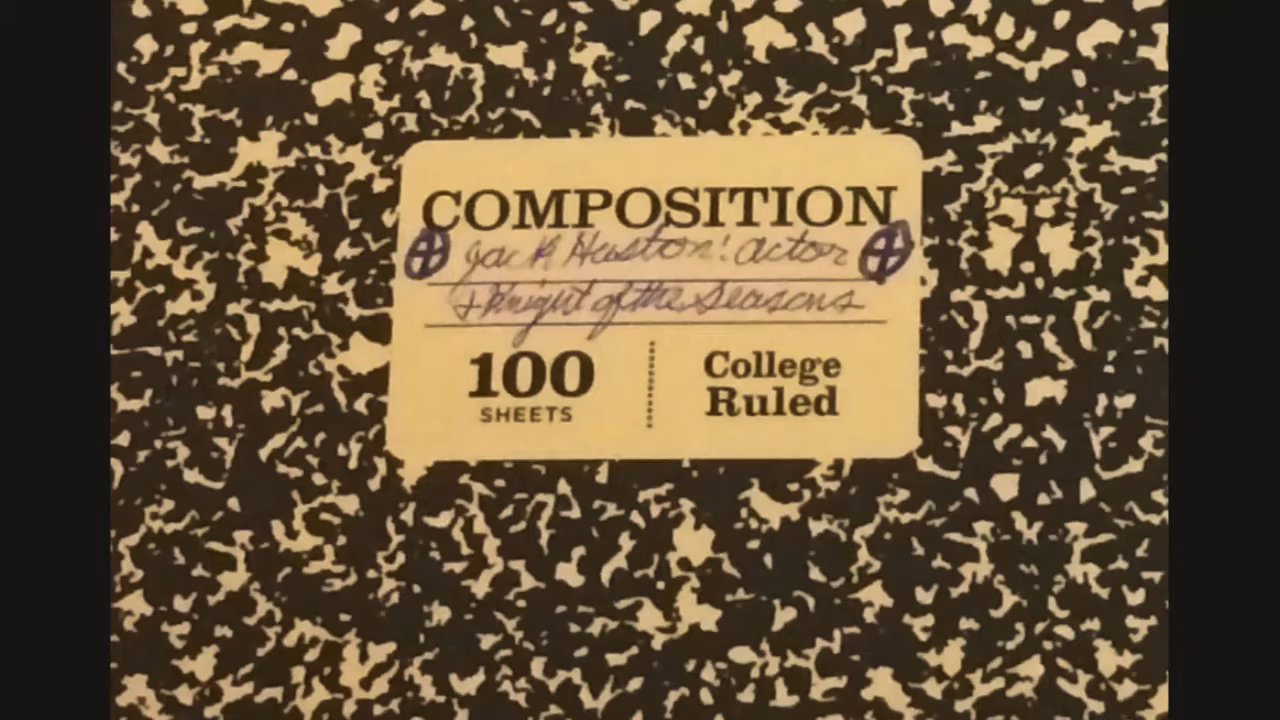 COMPOSITION
Jack Huston: actor
+ Knight of the Seasons
100
SHEETS
College
Ruled